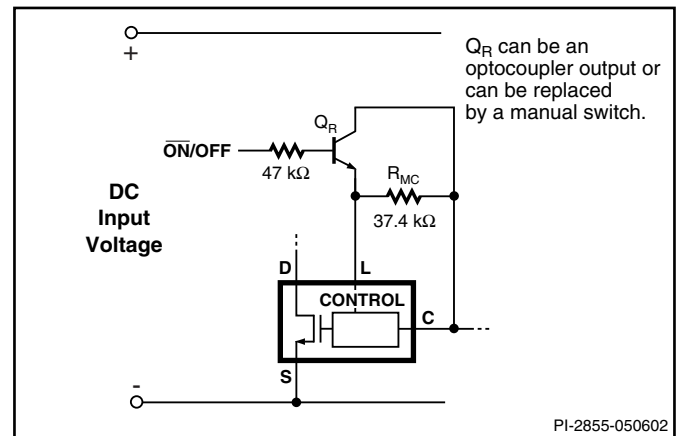 +
Q_R can be an
optocoupler output or
can be replaced
by a manual switch.
Q_R
ON/OFF
47 kΩ
R_MC
37.4 kΩ
DC
Input
Voltage
D
L
CONTROL
C
S
-
PI-2855-050602